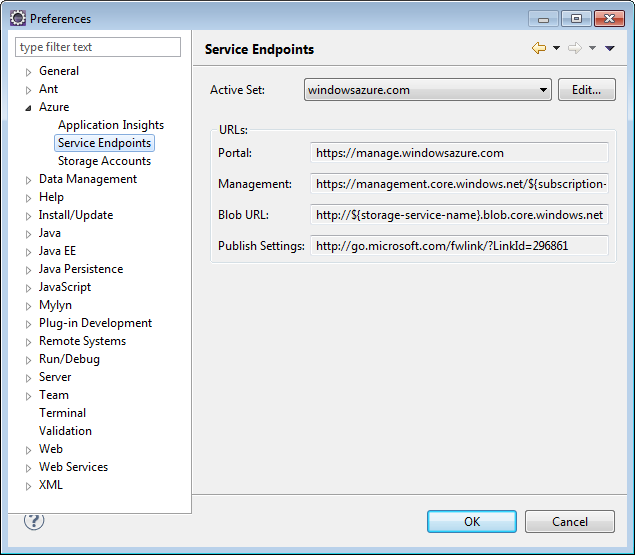 Preferences
type filter text
General
Ant
Azure
Application Insights
Service Endpoints
Storage Accounts
Data Management
Help
Install/Update
Java
Java EE
Java Persistence
JavaScript
Mylyn
Plug-in Development
Remote Systems
Run/Debug
Server
Team
Terminal
Validation
Web
Web Services
XML
Service Endpoints
Active Set: windowsazure.com Edit...
URLs:
Portal: https://manage.windowsazure.com
Management: https://management.core.windows.net/${subscription-
Blob URL: http://${storage-service-name}.blob.core.windows.net
Publish Settings: http://go.microsoft.com/fwlink/?LinkId=296861
? OK Cancel